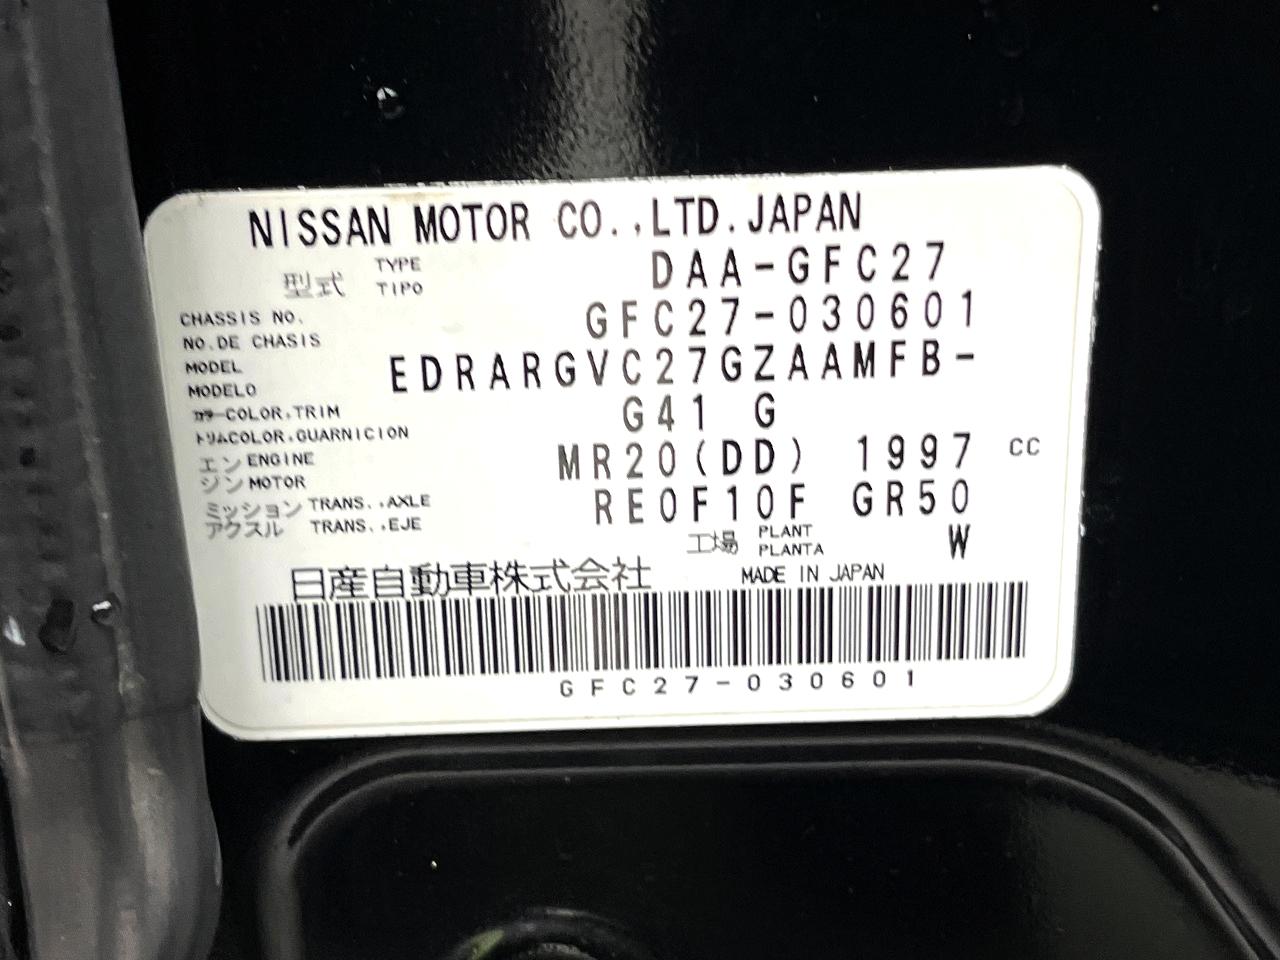 NISSAN MOTOR CO.,LTD.JAPAN
型式 TYPE TIPO DAA-GFC27
CHASSIS NO. NO.DE CHASIS GFC27-030601
MODEL MODELO EDRARGVC27GZAAMFB-
カラー COLOR,TRIM トリム COLOR,GUARNICION G41 G
エンジン ENGINE MOTOR MR20(DD) 1997 CC
ミッション TRANS.,AXLE アクスル TRANS.,EJE RE0F10F GR50
工場 PLANT PLANTA W
日産自動車株式会社 MADE IN JAPAN
GFC27-030601